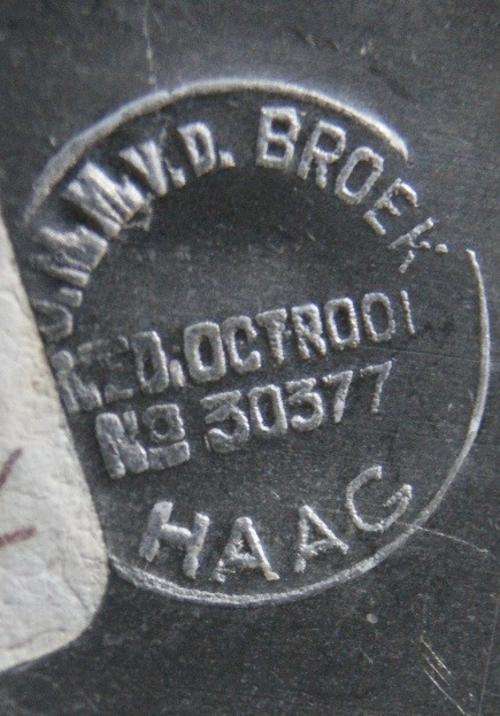 M.V.D. BROEK
NED. OCTROOI
No 30377
HAAG